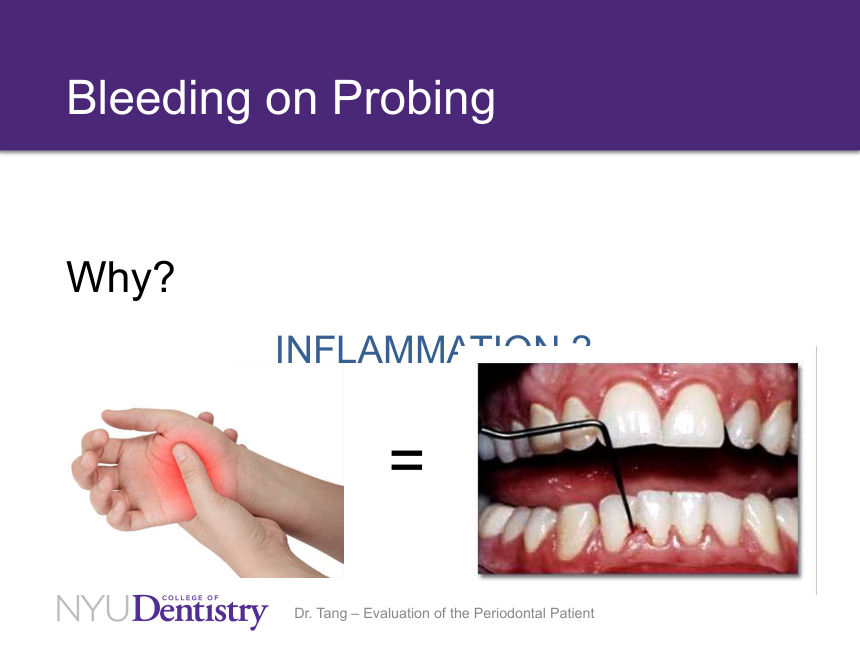 Bleeding on Probing
Why?
INFLAMMATION ?
=
NYU COLLEGE OF Dentistry
Dr. Tang – Evaluation of the Periodontal Patient